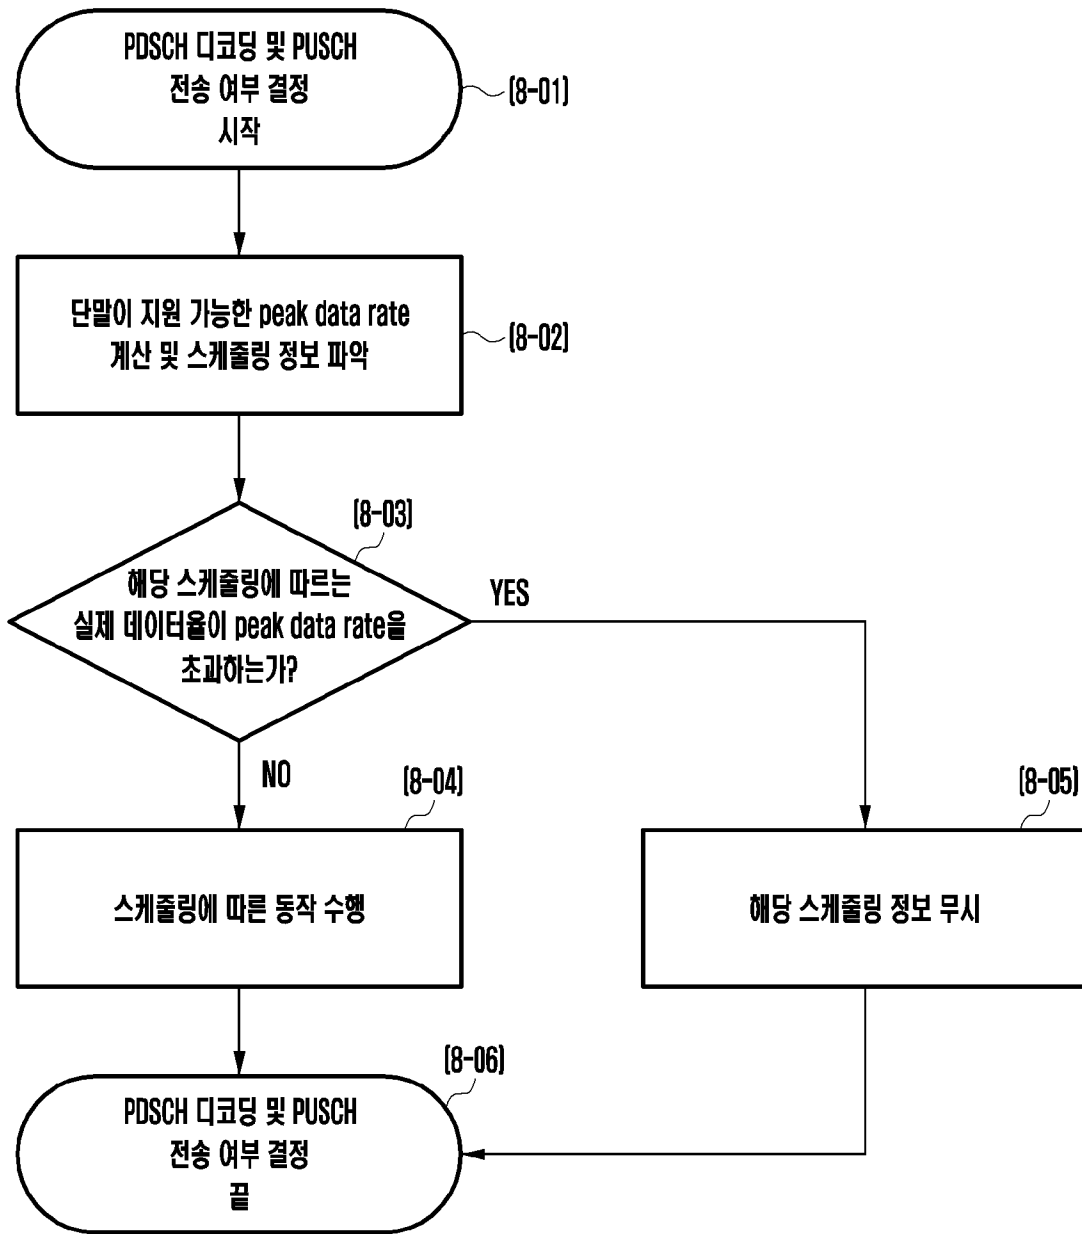 PDSCH 디코딩 및 PUSCH
전송 여부 결정
시작
(8-01)
단말이 지원 가능한 peak data rate
계산 및 스케줄링 정보 파악
(8-02)
(8-03)
해당 스케줄링에 따르는
실제 데이터율이 peak data rate을
초과하는가?
YES
NO
(8-04)
스케줄링에 따른 동작 수행
(8-05)
해당 스케줄링 정보 무시
(8-06)
PDSCH 디코딩 및 PUSCH
전송 여부 결정
끝